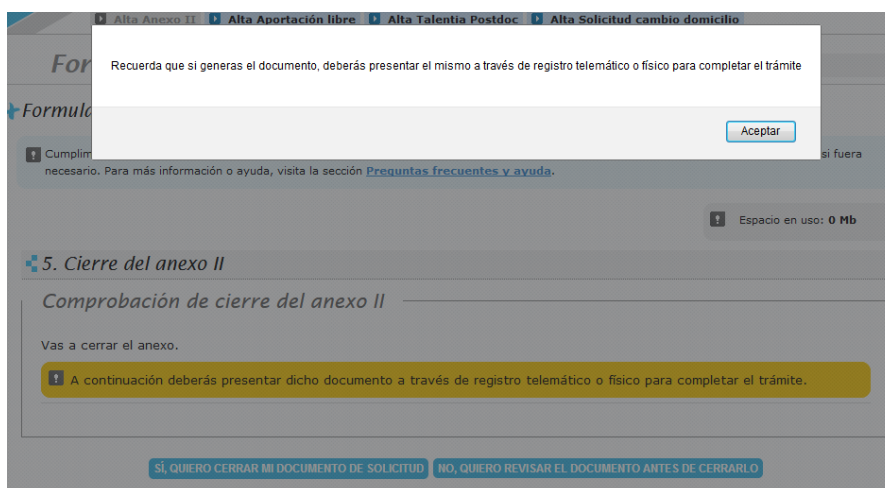 Alta Anexo II Alta Aportación libre Alta Talentia Postdoc Alta Solicitud cambio domicilio
For
Recuerda que si generas el documento, deberás presentar el mismo a través de registro telemático o físico para completar el trámite
Formula
Aceptar
Cumplim si fuera
necesario. Para más información o ayuda, visita la sección Preguntas frecuentes y ayuda.
Espacio en uso: 0 Mb
5. Cierre del anexo II
Comprobación de cierre del anexo II
Vas a cerrar el anexo.
A continuación deberás presentar dicho documento a través de registro telemático o físico para completar el trámite.
SÍ, QUIERO CERRAR MI DOCUMENTO DE SOLICITUD NO, QUIERO REVISAR EL DOCUMENTO ANTES DE CERRARLO